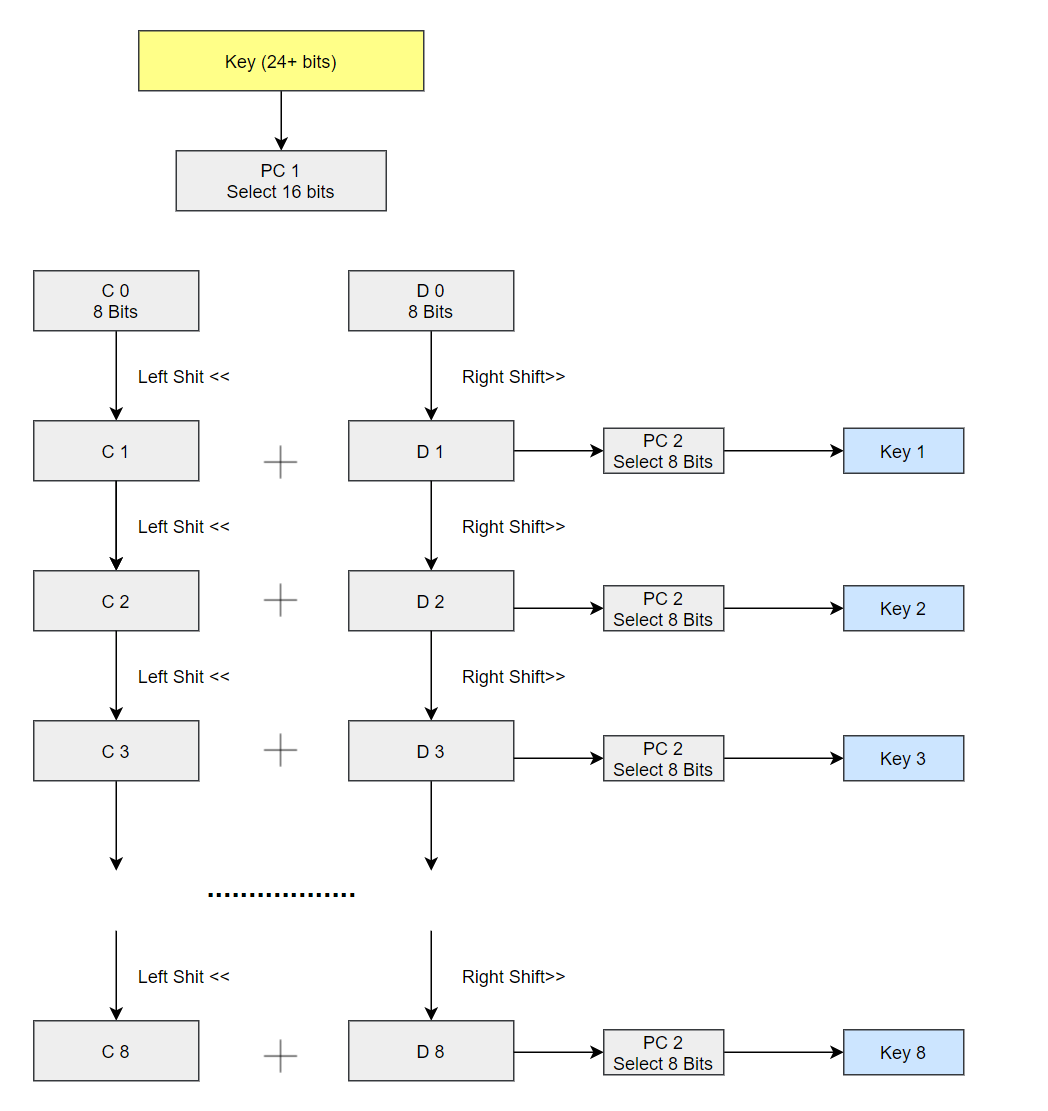 Key (24+ bits)
PC 1
Select 16 bits
C 0
8 Bits
D 0
8 Bits
Left Shit <<
Right Shift>>
C 1
D 1
PC 2
Select 8 Bits
Key 1
Left Shit <<
Right Shift>>
C 2
D 2
PC 2
Select 8 Bits
Key 2
Left Shit <<
Right Shift>>
C 3
D 3
PC 2
Select 8 Bits
Key 3
..................
Left Shit <<
Right Shift>>
C 8
D 8
PC 2
Select 8 Bits
Key 8